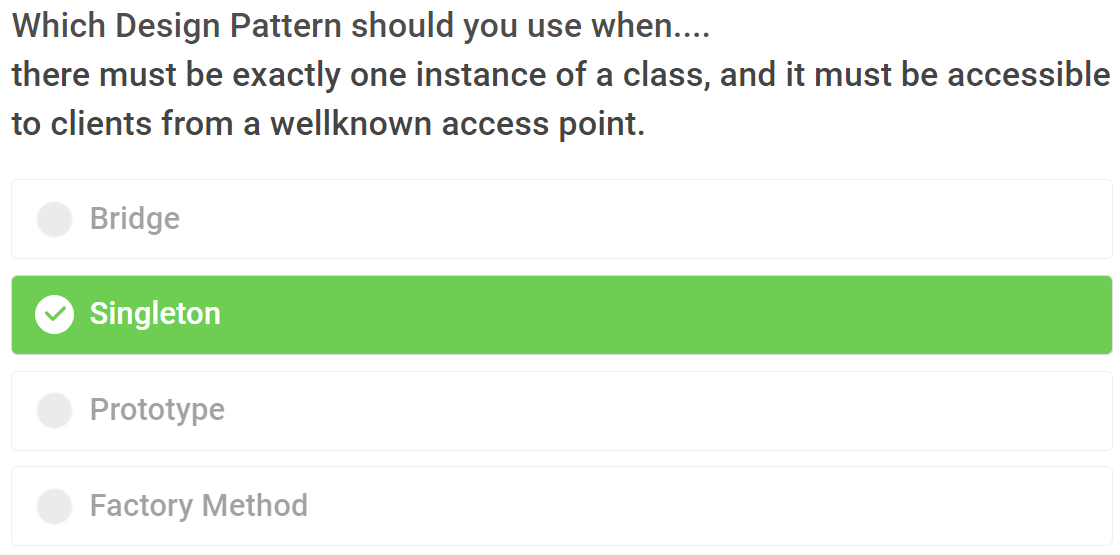 Which Design Pattern should you use when....
there must be exactly one instance of a class, and it must be accessible
to clients from a wellknown access point.
Bridge
Singleton
Prototype
Factory Method